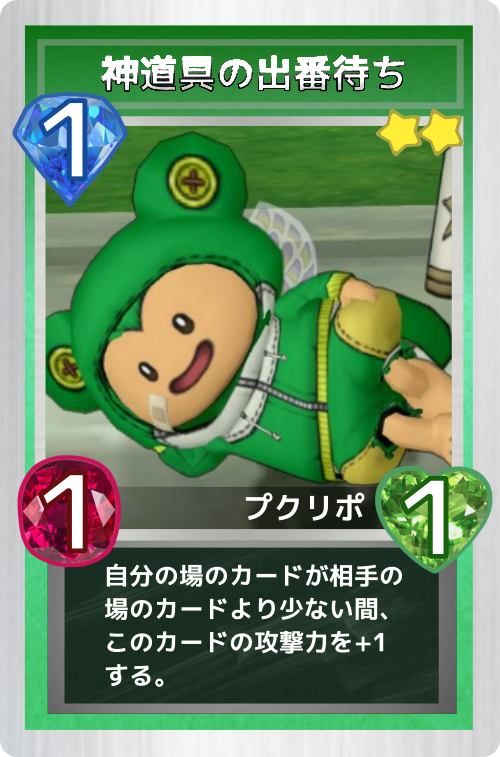 神道具の出番待ち
1
プクリポ
1
1
自分の場のカードが相手の
場のカードより少ない間、
このカードの攻撃力を+1
する。